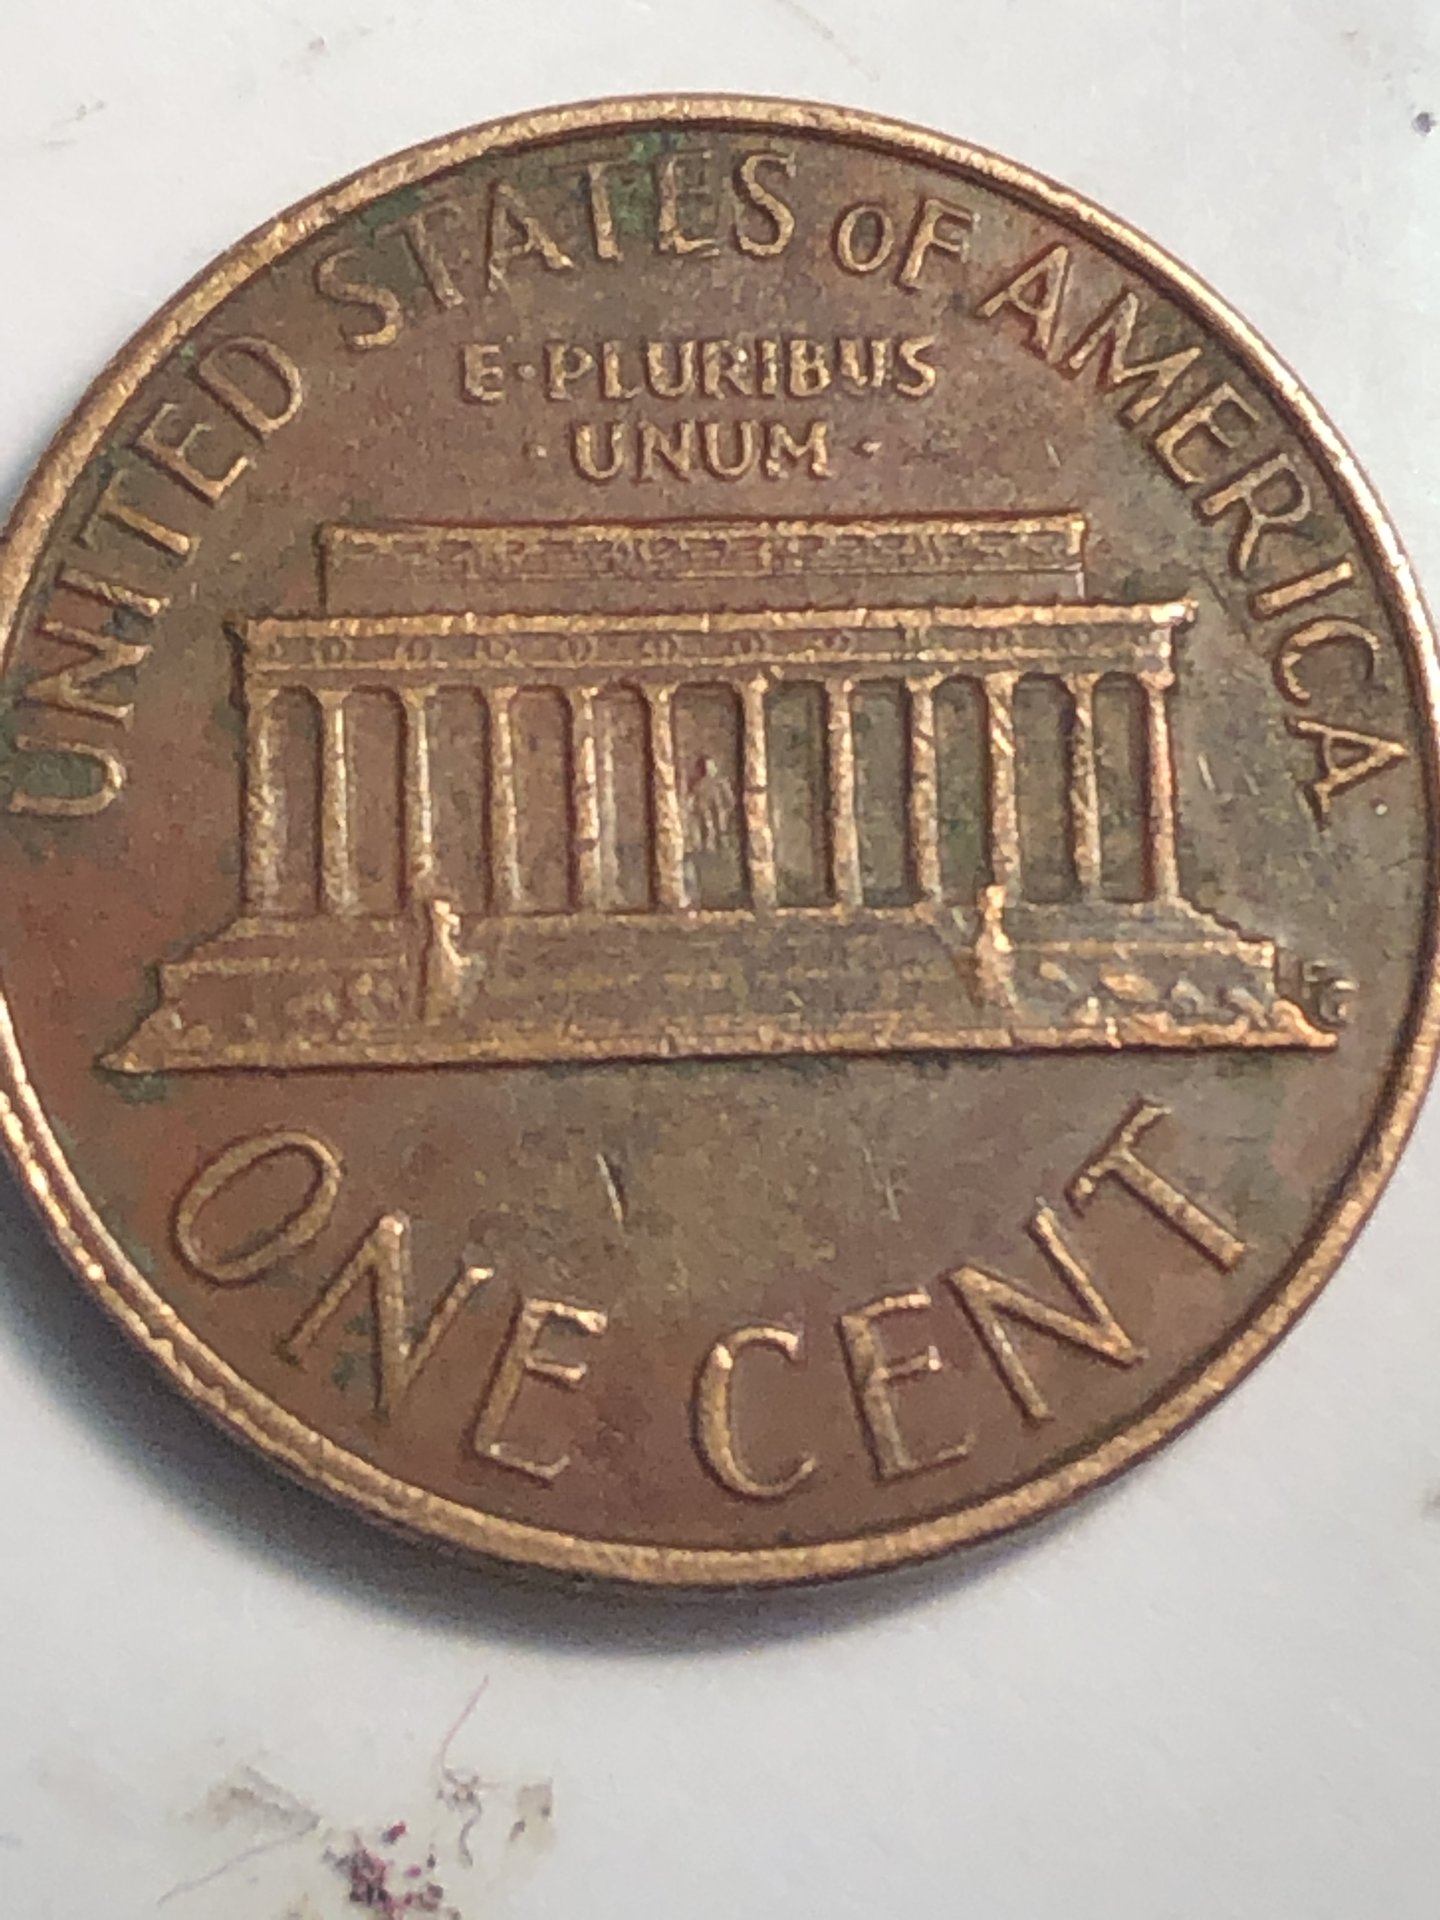 UNITED STATES OF AMERICA
E·PLURIBUS
·UNUM·
ONE CENT